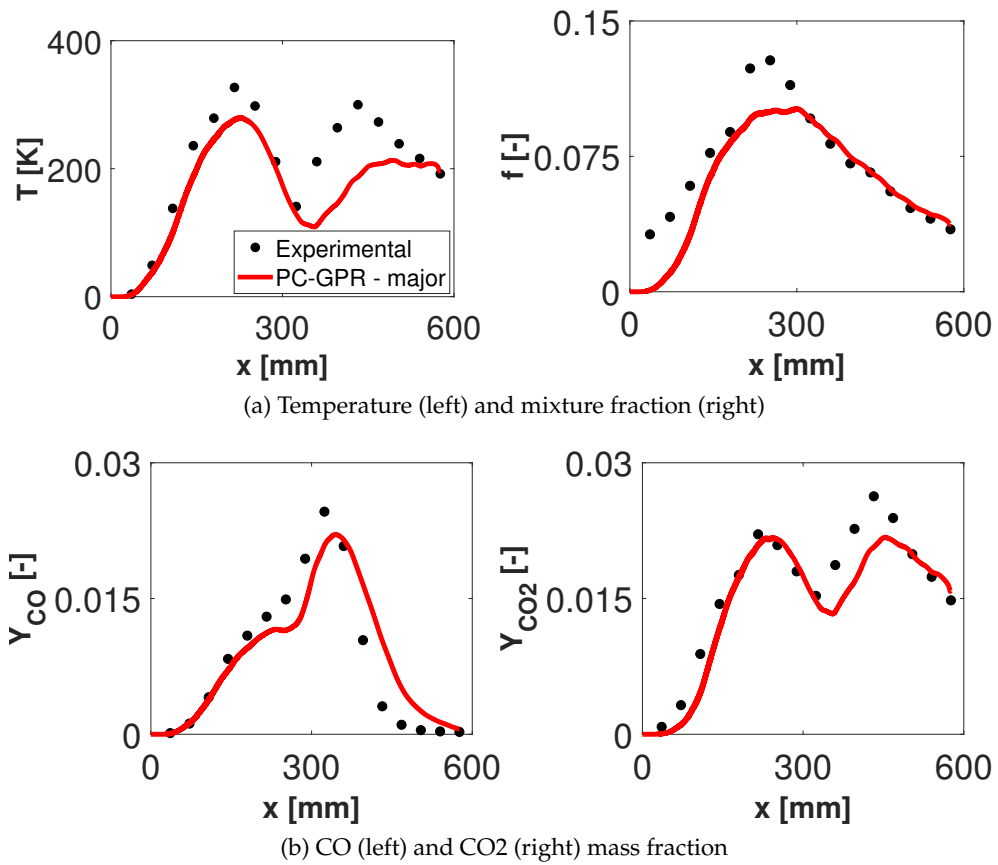 400
200
0
T [K]
Experimental
PC-GPR - major
0 300 600
x [mm]
0.15
0.075
0
f [-]
0 300 600
x [mm]
(a) Temperature (left) and mixture fraction (right)
0.03
0.015
0
YCO [-]
0 300 600
x [mm]
0.03
0.015
0
YCO2 [-]
0 300 600
x [mm]
(b) CO (left) and CO2 (right) mass fraction